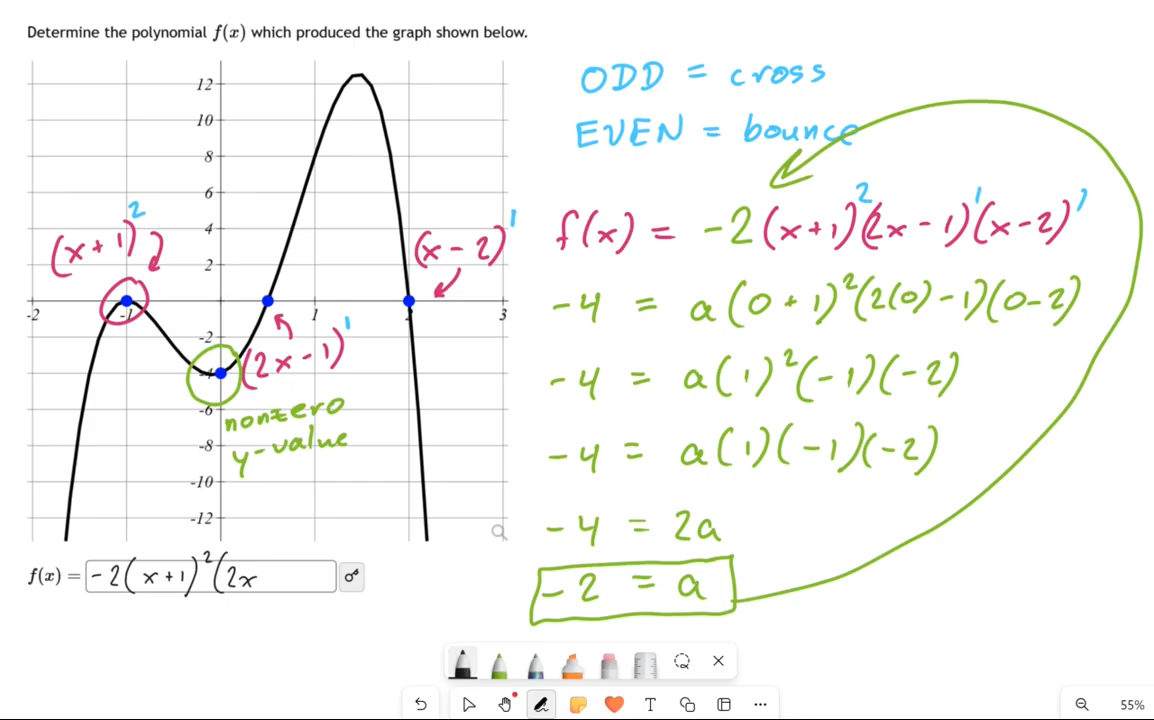 Determine the polynomial f(x) which produced the graph shown below.
ODD = cross
EVEN = bounce
12
10
8
6
4
2
-2
-1
1
2
3
-2
-4
-6
-8
-10
-12
(x+1)²
(2x-1)¹
(x-2)¹
nonzero
y-value
f(x) = -2(x+1)²(2x-1)¹(x-2)¹
-4 = a(0+1)²(2(0)-1)(0-2)
-4 = a(1)²(-1)(-2)
-4 = a(1)(-1)(-2)
-4 = 2a
-2 = a
f(x) = -2(x+1)²(2x
55%